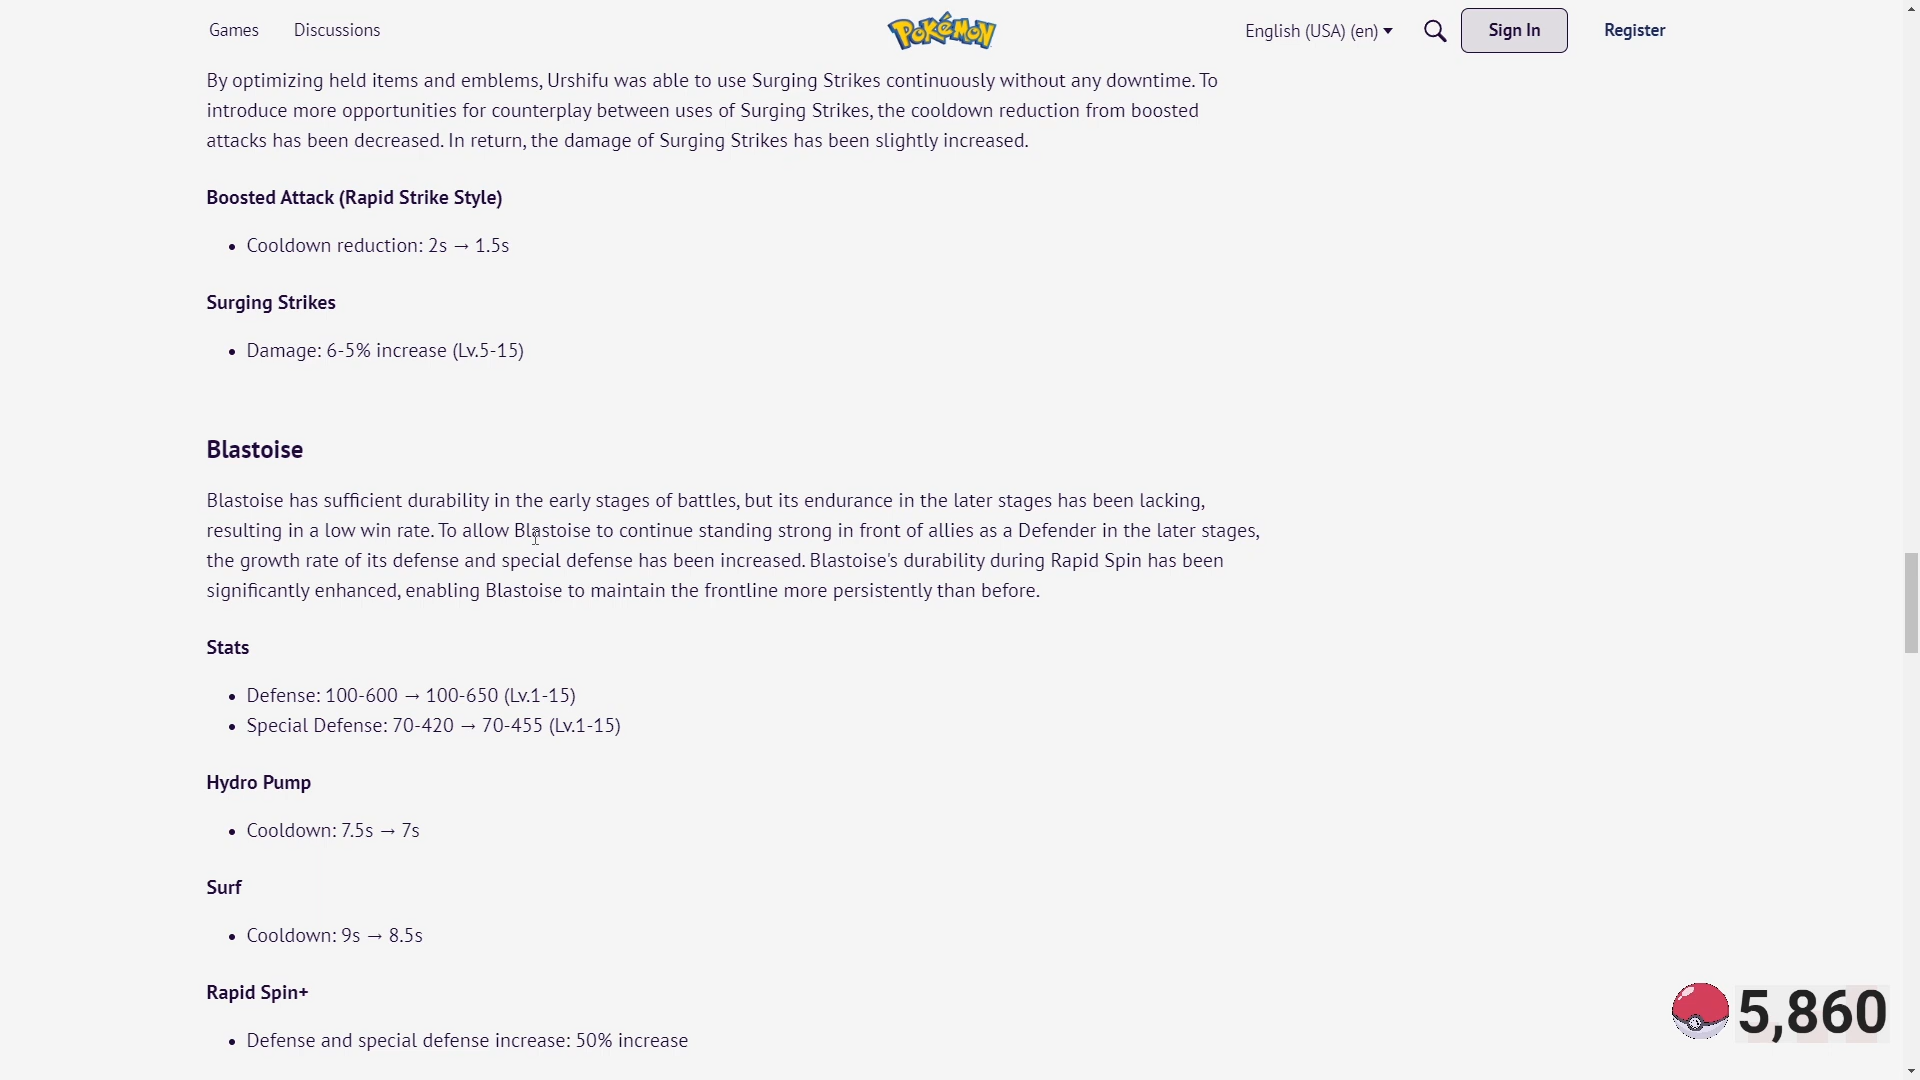 Games
Discussions
POKéMON
English (USA) (en)
Sign In
Register
By optimizing held items and emblems, Urshifu was able to use Surging Strikes continuously without any downtime. To
introduce more opportunities for counterplay between uses of Surging Strikes, the cooldown reduction from boosted
attacks has been decreased. In return, the damage of Surging Strikes has been slightly increased.
Boosted Attack (Rapid Strike Style)
• Cooldown reduction: 2s → 1.5s
Surging Strikes
• Damage: 6-5% increase (Lv.5-15)
Blastoise
Blastoise has sufficient durability in the early stages of battles, but its endurance in the later stages has been lacking,
resulting in a low win rate. To allow Blastoise to continue standing strong in front of allies as a Defender in the later stages,
the growth rate of its defense and special defense has been increased. Blastoise's durability during Rapid Spin has been
significantly enhanced, enabling Blastoise to maintain the frontline more persistently than before.
Stats
• Defense: 100-600 → 100-650 (Lv.1-15)
• Special Defense: 70-420 → 70-455 (Lv.1-15)
Hydro Pump
• Cooldown: 7.5s → 7s
Surf
• Cooldown: 9s → 8.5s
Rapid Spin+
• Defense and special defense increase: 50% increase
5,860